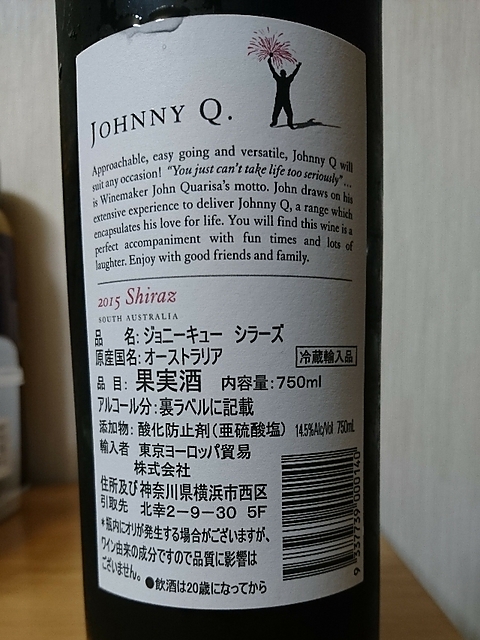 JOHNNY Q.
Approachable, easy going and versatile, Johnny Q will
suit any occasion! "You just can't take life too seriously"...
is Winemaker John Quarisa's motto. John draws on his
extensive experience to deliver Johnny Q, a range which
encapsulates his love for life. You will find this wine is a
perfect accompaniment with fun times and lots of
laughter. Enjoy with good friends and family.
2015 Shiraz
SOUTH AUSTRALIA
品 名:ジョニーキュー シラーズ
原産国名:オーストラリア 冷蔵輸入品
品目:果実酒 内容量:750ml
アルコール分:裏ラベルに記載
添加物:酸化防止剤(亜硫酸塩) 14.5%Alc/Vol 750mL
輸入者 東京ヨーロッパ貿易
株式会社
住所及び 神奈川県横浜市西区
引取先 北幸2-9-30 5F
*瓶内にオリが発生する場合がございますが、
ワイン由来の成分ですので品質に影響は
ございません。 ●飲酒は20歳になってから
9 337739 000140